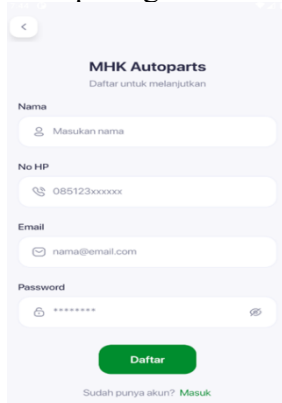 MHK Autoparts
Daftar untuk melanjutkan
Nama
Masukan nama
No HP
085123xxxxxx
Email
nama@email.com
Password
********
Daftar
Sudah punya akun? Masuk